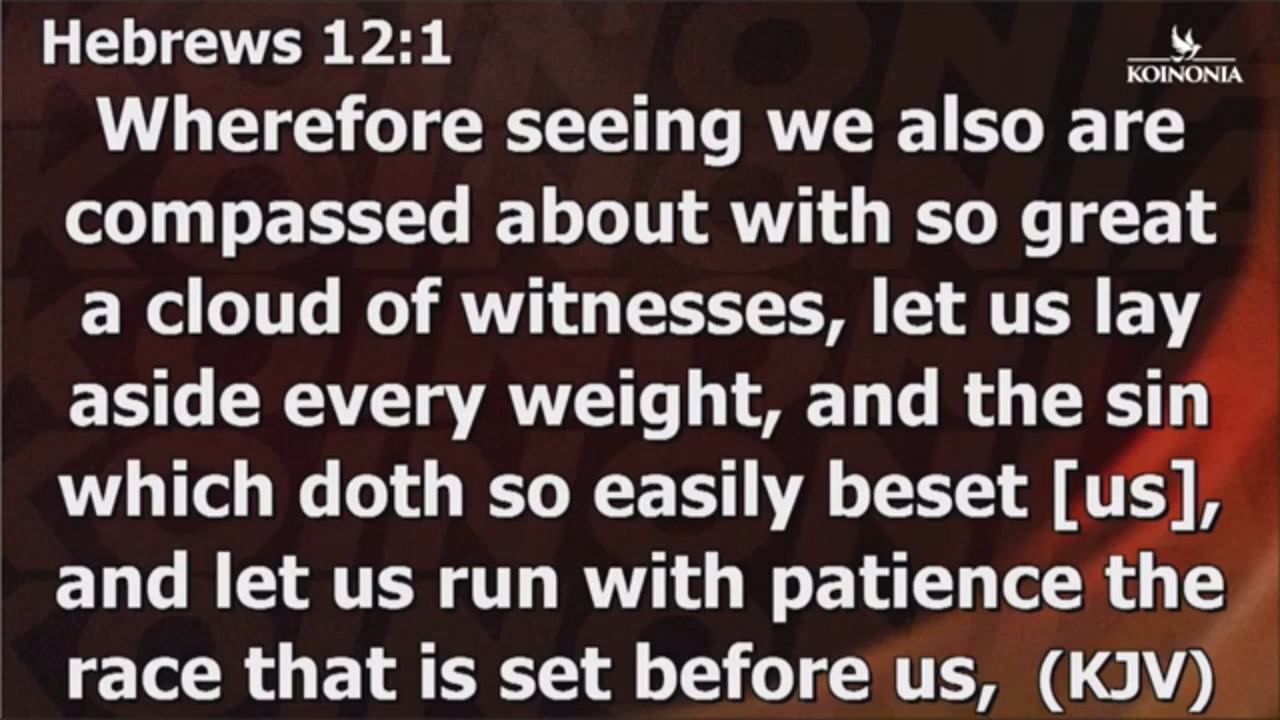 Hebrews 12:1
KOINONIA
Wherefore seeing we also are
compassed about with so great
a cloud of witnesses, let us lay
aside every weight, and the sin
which doth so easily beset [us],
and let us run with patience the
race that is set before us, (KJV)